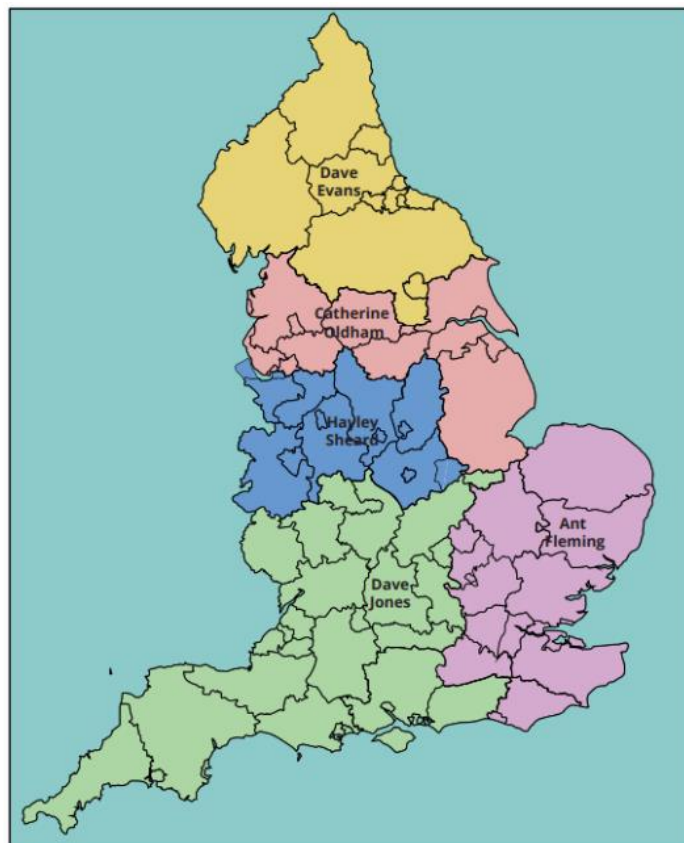 Dave
Evans
Catherine
Oldham
Hayley
Sheard
Ant
Fleming
Dave
Jones